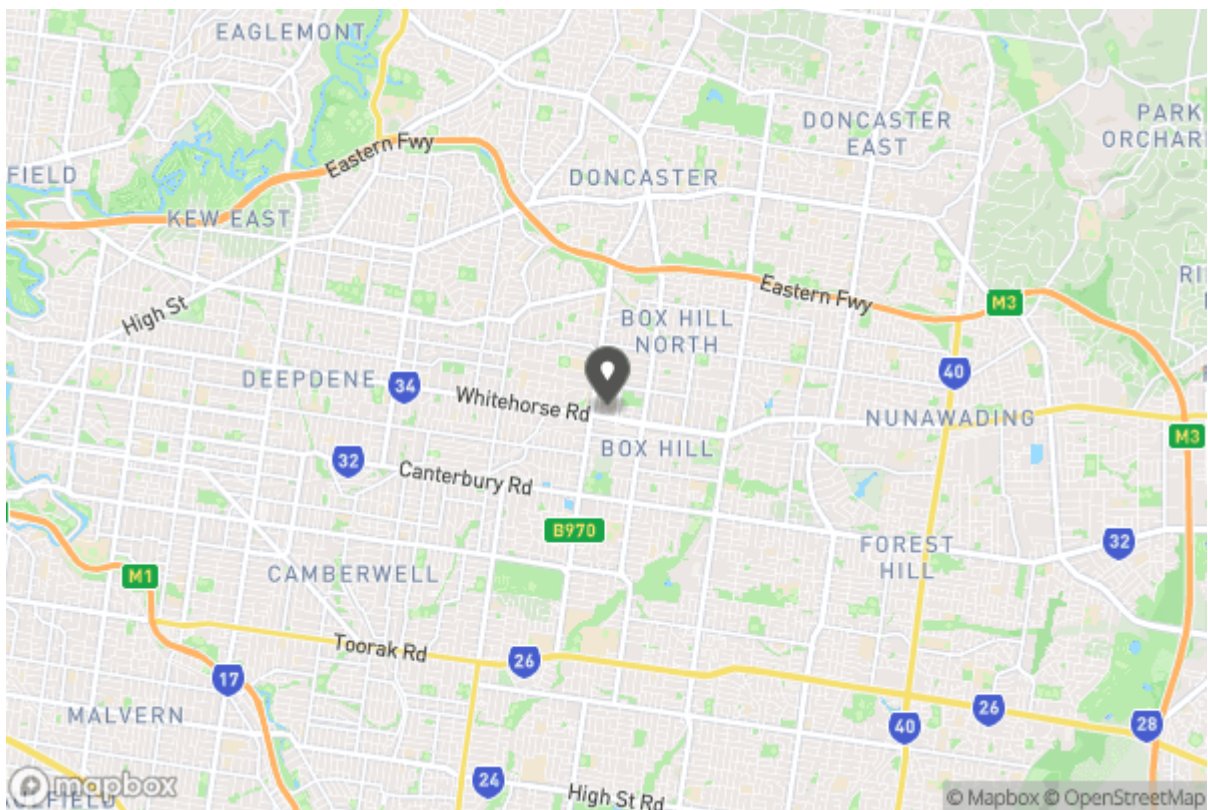 EAGLEMONT
DONCASTER
EAST
PARK
ORCHAR
Eastern Fwy
FIELD
DONCASTER
KEW EAST
Eastern Fwy
M3
High St
BOX HILL
NORTH
DEEPDENE
34
40
Whitehorse Rd
NUNAWADING
BOX HILL
M3
32
Canterbury Rd
B970
32
FOREST
HILL
M1
CAMBERWELL
Toorak Rd
26
17
26
MALVERN
40
28
24
mapbox
High St Rd
© Mapbox © OpenStreetMap